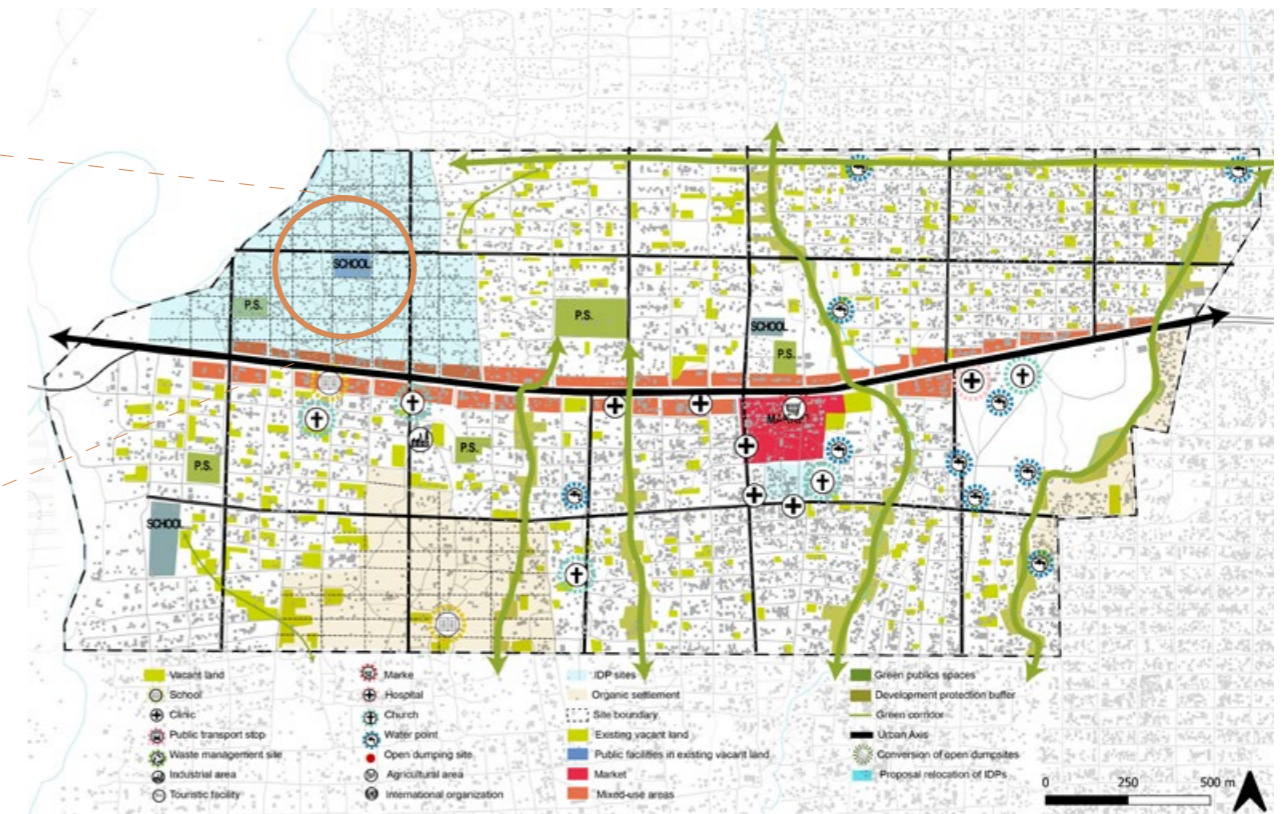 SCHOOL
P.S.
P.S.
SCHOOL
P.S.
MA
P.S.
P.S.
SCHOOL
Vacant land
School
Clinic
Public transport stop
Waste management site
Industrial area
Touristic facility
Marke
Hospital
Church
Water point
Open dumping site
Agricultural area
International organization
IDP sites
Organic settlement
Site boundary
Existing vacant land
Public facilities in existing vacant land
Market
Mixed-use areas
Green publics spaces
Development protection buffer
Green corridor
Urban Axis
Conversion of open dumpsites
Proposal relocation of IDPs
0 250 500 m